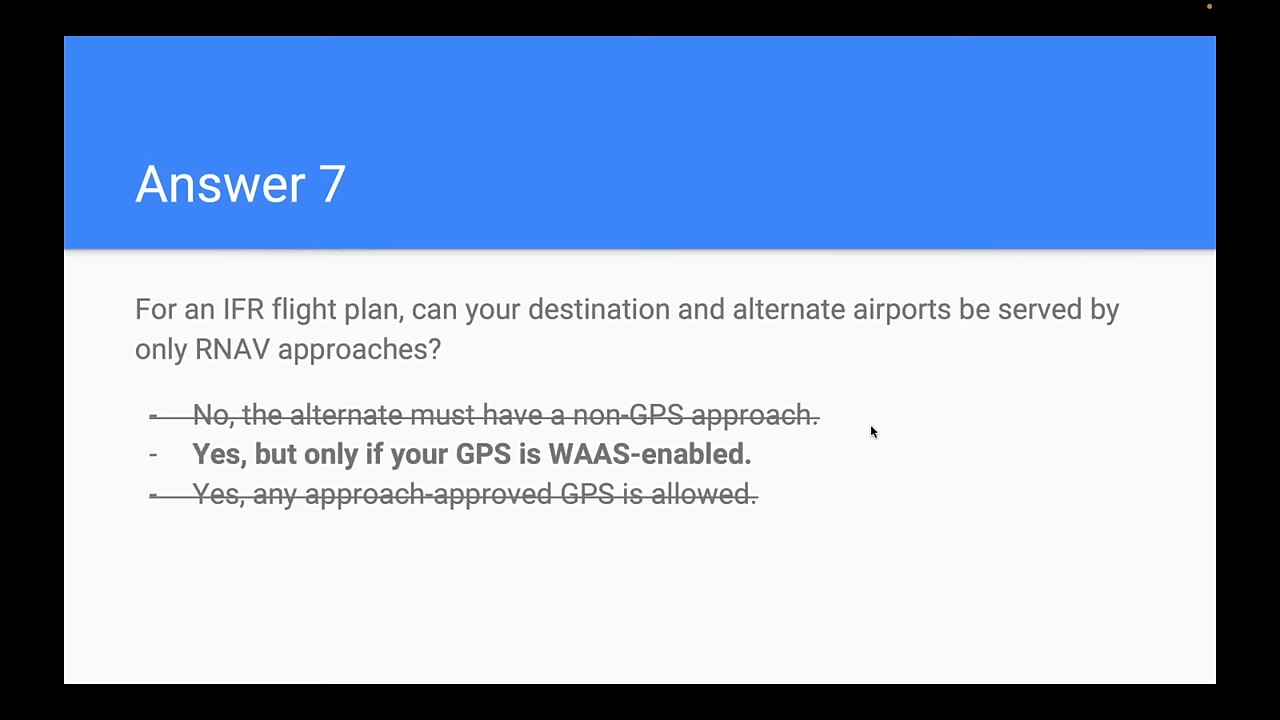 Answer 7
For an IFR flight plan, can your destination and alternate airports be served by
only RNAV approaches?
- No, the alternate must have a non-GPS approach.
- Yes, but only if your GPS is WAAS-enabled.
- Yes, any approach-approved GPS is allowed.